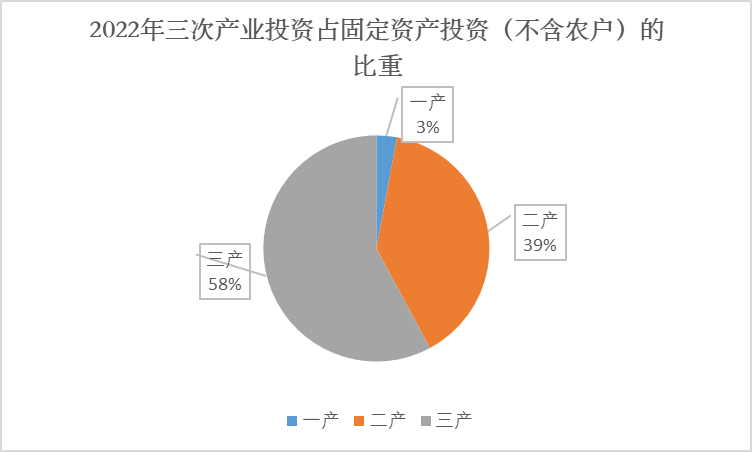 2022年三次产业投资占固定资产投资（不含农户）的
比重
一产
3%
二产
39%
三产
58%
一产 二产 三产